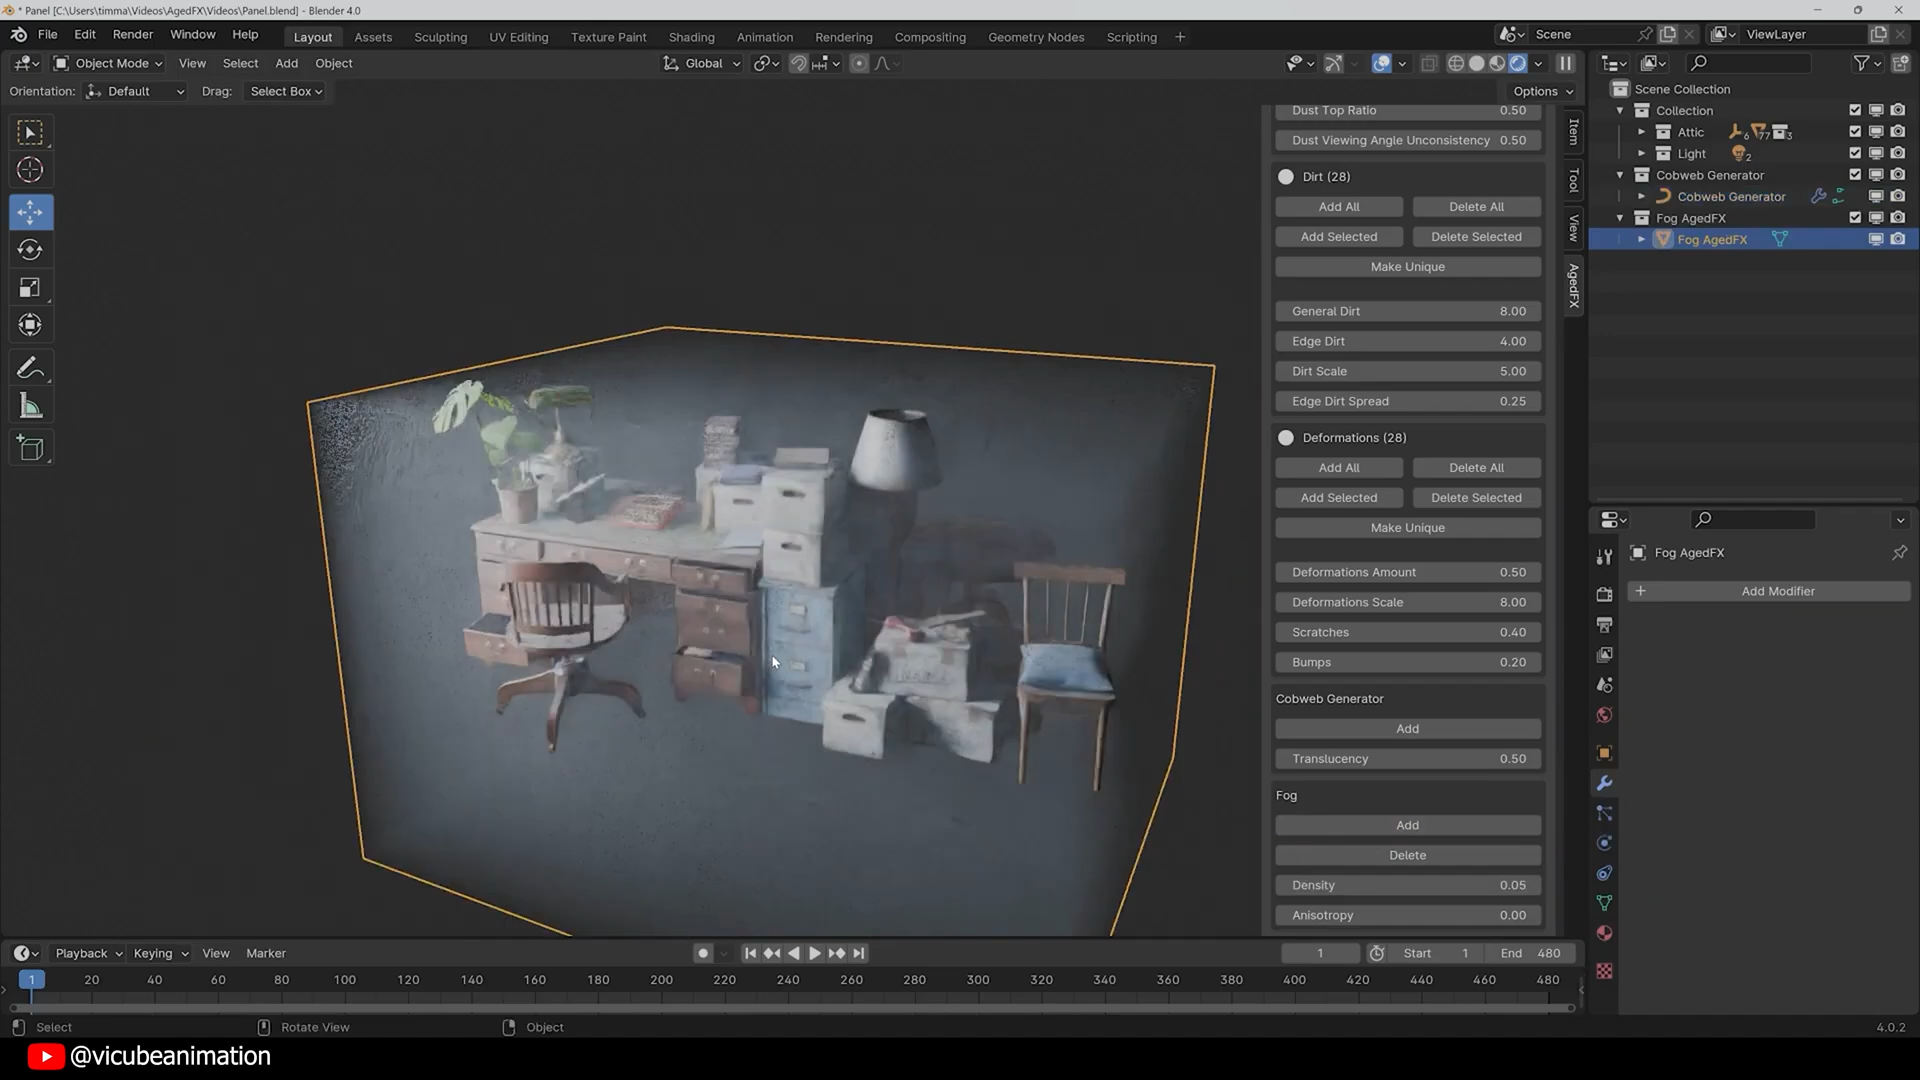 * Panel [C:\Users\timma\Videos\AgedFX\Videos\Panel.blend] - Blender 4.0
File Edit Render Window Help Layout Assets Sculpting UV Editing Texture Paint Shading Animation Rendering Compositing Geometry Nodes Scripting + Scene ViewLayer
Object Mode View Select Add Object Global
Orientation: Default Drag: Select Box Options
Scene Collection
Collection
Attic 6 77 3
Light 2
Cobweb Generator
Cobweb Generator
Fog AgedFX
Fog AgedFX
Item
Tool
View
AgedFX
Dust Top Ratio 0.50
Dust Viewing Angle Unconsistency 0.50
Dirt (28)
Add All Delete All
Add Selected Delete Selected
Make Unique
General Dirt 8.00
Edge Dirt 4.00
Dirt Scale 5.00
Edge Dirt Spread 0.25
Deformations (28)
Add All Delete All
Add Selected Delete Selected
Make Unique
Deformations Amount 0.50
Deformations Scale 8.00
Scratches 0.40
Bumps 0.20
Cobweb Generator
Add
Translucency 0.50
Fog
Add
Delete
Density 0.05
Anisotropy 0.00
Fog AgedFX
+ Add Modifier
Playback Keying View Marker 1 Start 1 End 480
1 20 40 60 80 100 120 140 160 180 200 220 240 260 280 300 320 340 360 380 400 420 440 460 480
Select Rotate View Object 4.0.2
@vicubeanimation